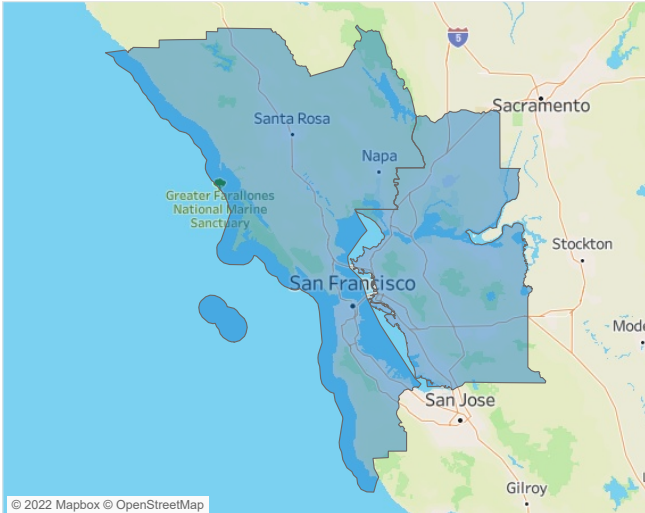 5
Sacramento
Santa Rosa
Napa
Greater Farallones
National Marine
Sanctuary
Stockton
San Francisco
Mode
San Jose
Gilroy
© 2022 Mapbox © OpenStreetMap